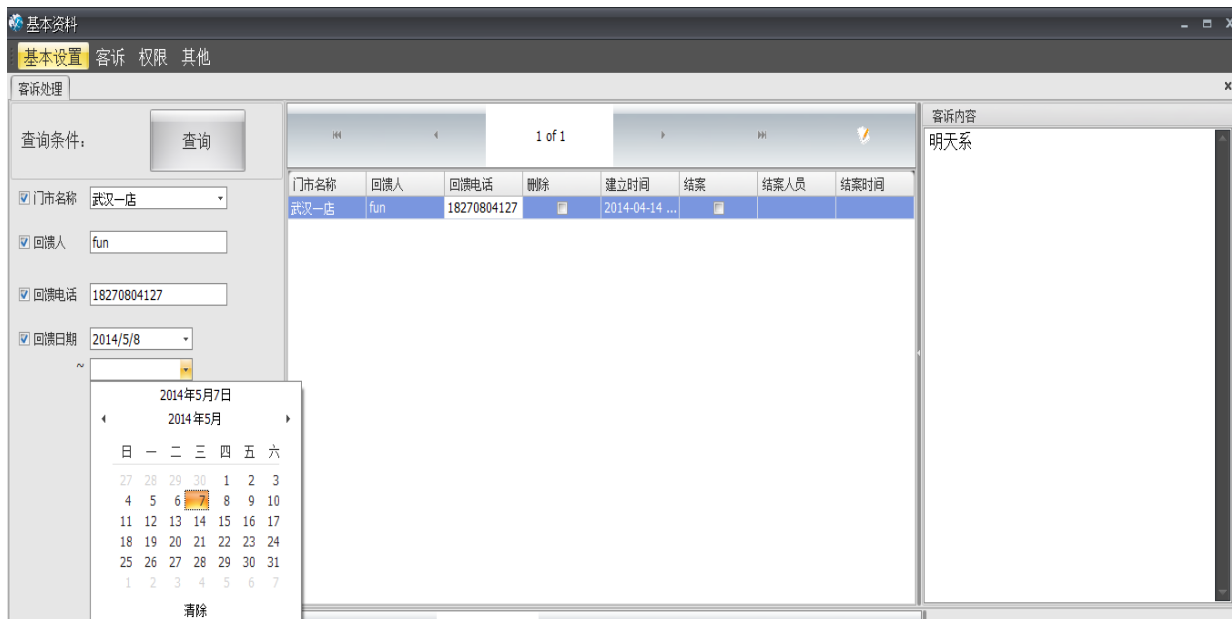 基本资料
基本设置 客诉 权限 其他
客诉处理
查询条件:
查询
1 of 1
客诉内容
明天系
门市名称 武汉一店
回馈人 fun
回馈电话 18270804127
回馈日期 2014/5/8
~
门市名称 回馈人 回馈电话 删除 建立时间 结案 结案人员 结案时间
武汉一店 fun 18270804127 2014-04-14 ...
2014年5月7日
2014年5月
日 一 二 三 四 五 六
27 28 29 30 1 2 3
4 5 6 7 8 9 10
11 12 13 14 15 16 17
18 19 20 21 22 23 24
25 26 27 28 29 30 31
1 2 3 4 5 6 7
清除